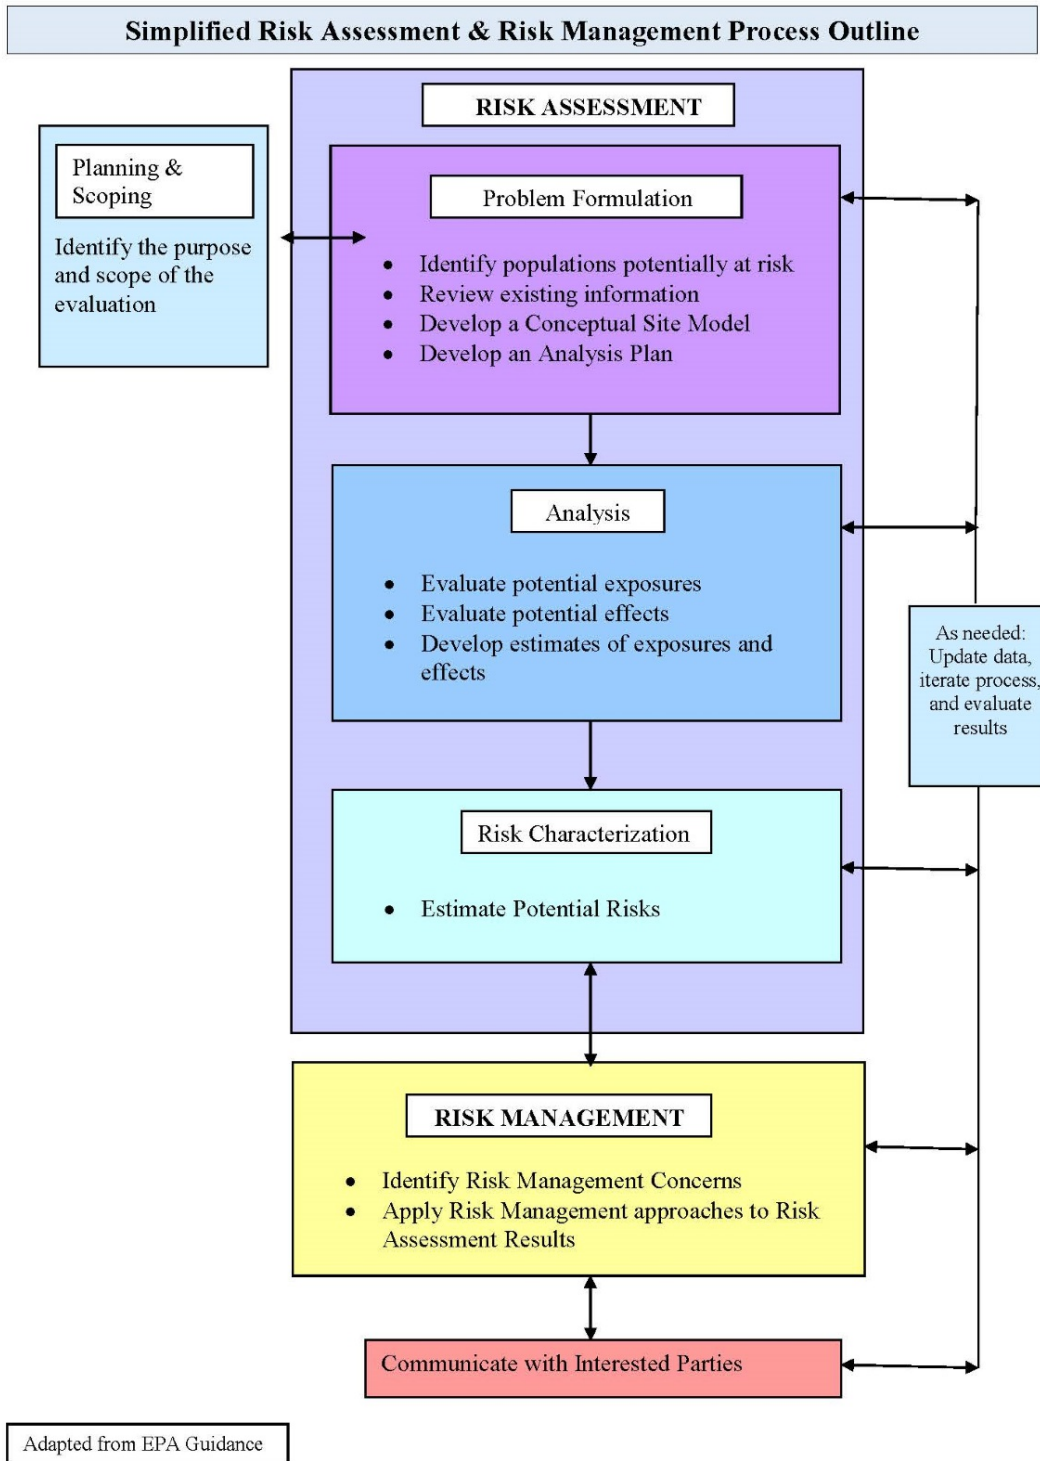 Simplified Risk Assessment & Risk Management Process Outline
RISK ASSESSMENT
Planning &
Scoping
Identify the purpose
and scope of the
evaluation
Problem Formulation
• Identify populations potentially at risk
• Review existing information
• Develop a Conceptual Site Model
• Develop an Analysis Plan
Analysis
• Evaluate potential exposures
• Evaluate potential effects
• Develop estimates of exposures and
effects
As needed:
Update data,
iterate process,
and evaluate
results
Risk Characterization
• Estimate Potential Risks
RISK MANAGEMENT
• Identify Risk Management Concerns
• Apply Risk Management approaches to Risk
Assessment Results
Communicate with Interested Parties
Adapted from EPA Guidance